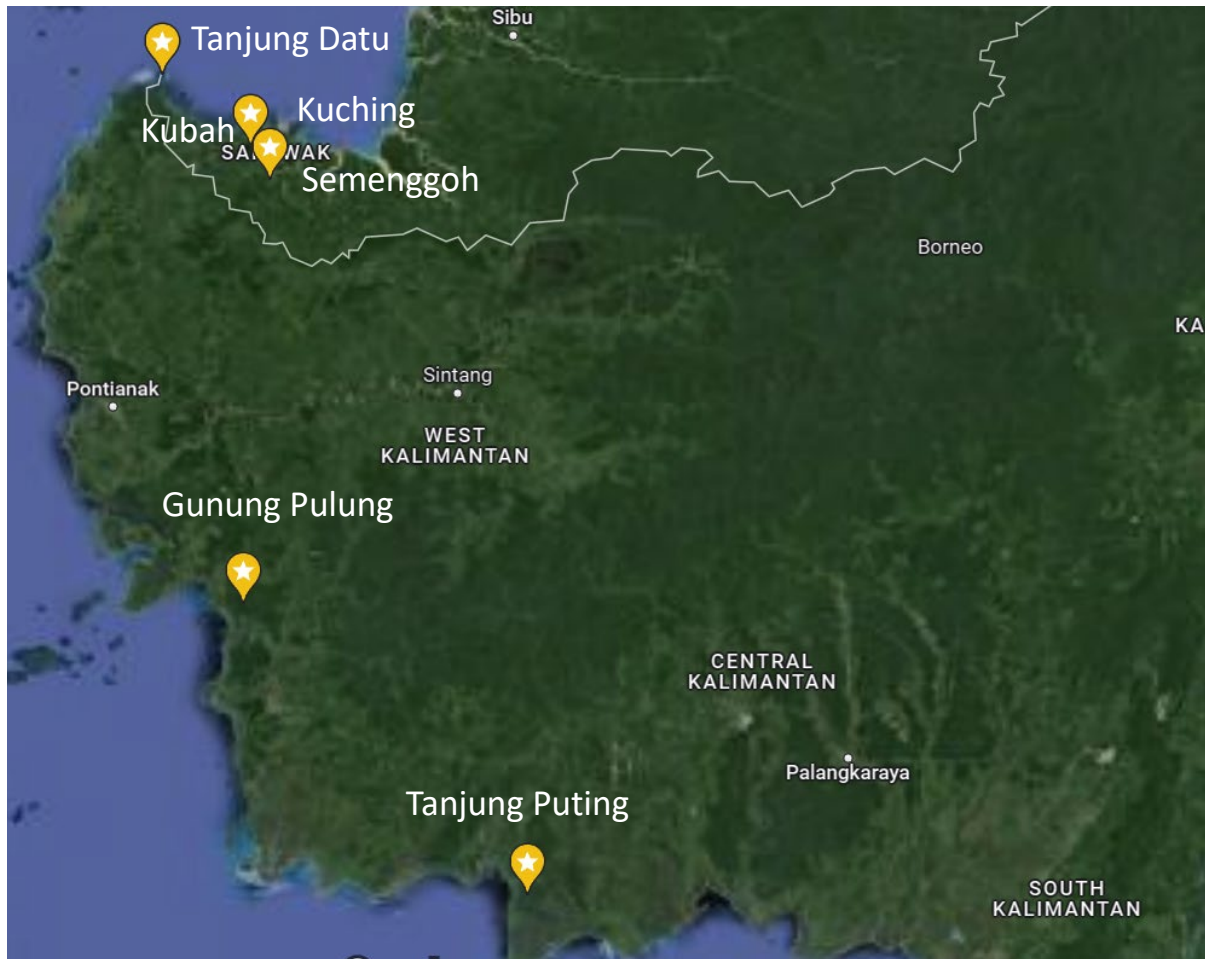 Sibu
Tanjung Datu
Kuching
Kubah
Semenggoh
Borneo
KA
Sintang
Pontianak
WEST
KALIMANTAN
Gunung Pulung
CENTRAL
KALIMANTAN
Palangkaraya
Tanjung Puting
SOUTH
KALIMANTAN